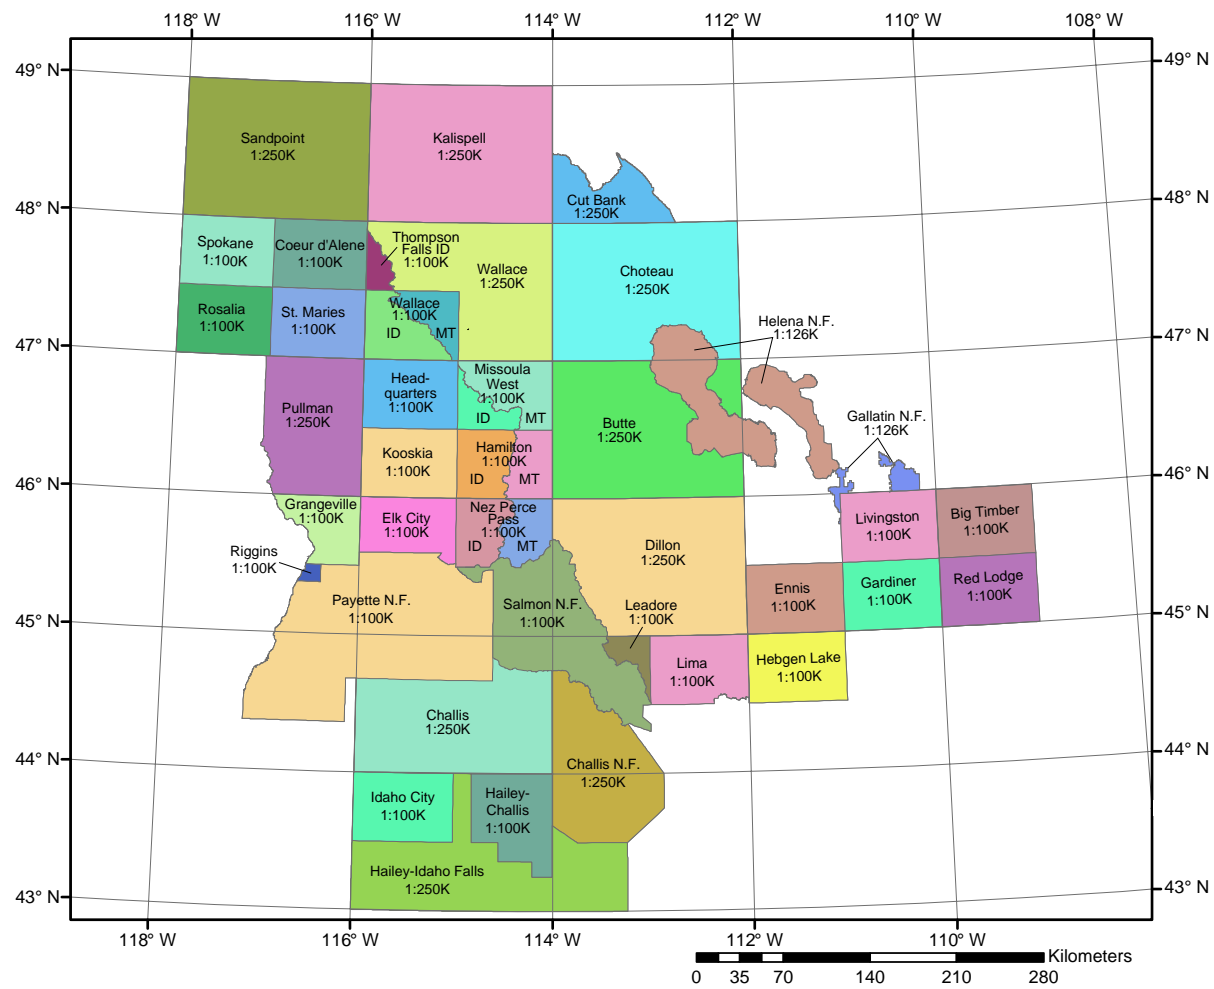 118° W 116° W 114° W 112° W 110° W 108° W
49° N
49° N
Sandpoint
1:250K
Kalispell
1:250K
Cut Bank
1:250K
48° N
48° N
Spokane
1:100K
Coeur d'Alene
1:100K
Thompson
Falls ID
1:100K
Wallace
1:250K
Choteau
1:250K
Rosalia
1:100K
St. Maries
1:100K
Wallace
1:100K
ID
MT
Helena N.F.
1:126K
47° N
47° N
Pullman
1:250K
Head-
quarters
1:100K
Missoula
West
1:100K
ID
MT
Butte
1:250K
Gallatin N.F.
1:126K
Kooskia
1:100K
Hamilton
1:100K
ID
MT
46° N
46° N
Grangeville
1:100K
Elk City
1:100K
Nez Perce
Pass
1:100K
ID
MT
Dillon
1:250K
Livingston
1:100K
Big Timber
1:100K
Riggins
1:100K
Payette N.F.
1:100K
Salmon N.F.
1:100K
Leadore
1:100K
Ennis
1:100K
Gardiner
1:100K
Red Lodge
1:100K
45° N
45° N
Lima
1:100K
Hebgen Lake
1:100K
Challis
1:250K
44° N
44° N
Challis N.F.
1:250K
Idaho City
1:100K
Hailey-
Challis
1:100K
Hailey-Idaho Falls
1:250K
43° N
43° N
118° W 116° W 114° W 112° W 110° W
Kilometers
0 35 70 140 210 280